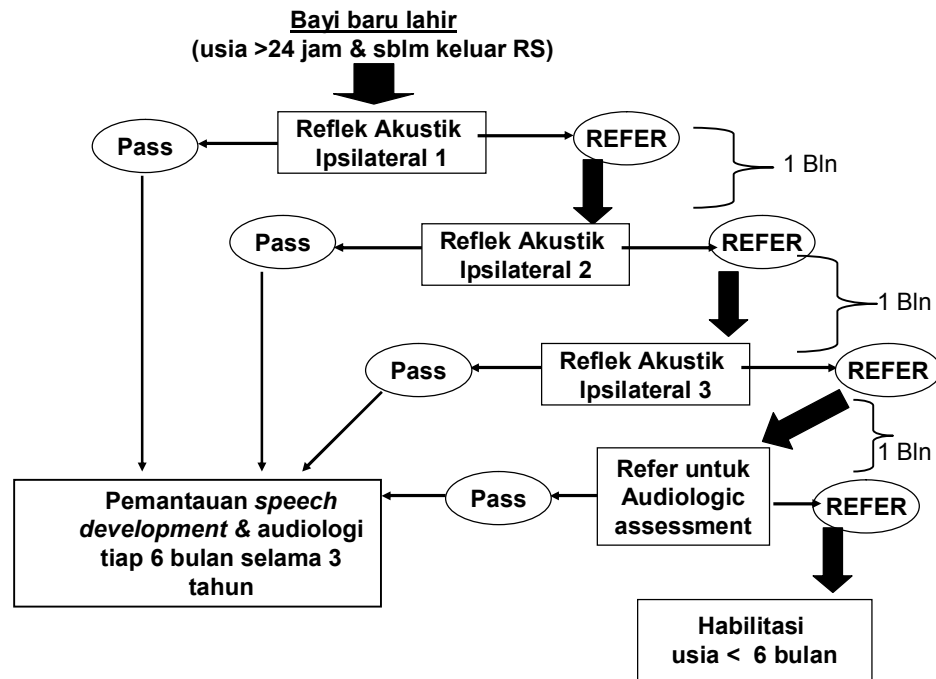 Bayi baru lahir
(usia >24 jam & sblm keluar RS)
Pass
Reflek Akustik
Ipsilateral 1
REFER
1 Bln
Pass
Reflek Akustik
Ipsilateral 2
REFER
1 Bln
Pass
Reflek Akustik
Ipsilateral 3
REFER
1 Bln
Pemantauan speech
development & audiologi
tiap 6 bulan selama 3
tahun
Pass
Refer untuk
Audiologic
assessment
REFER
Habilitasi
usia < 6 bulan